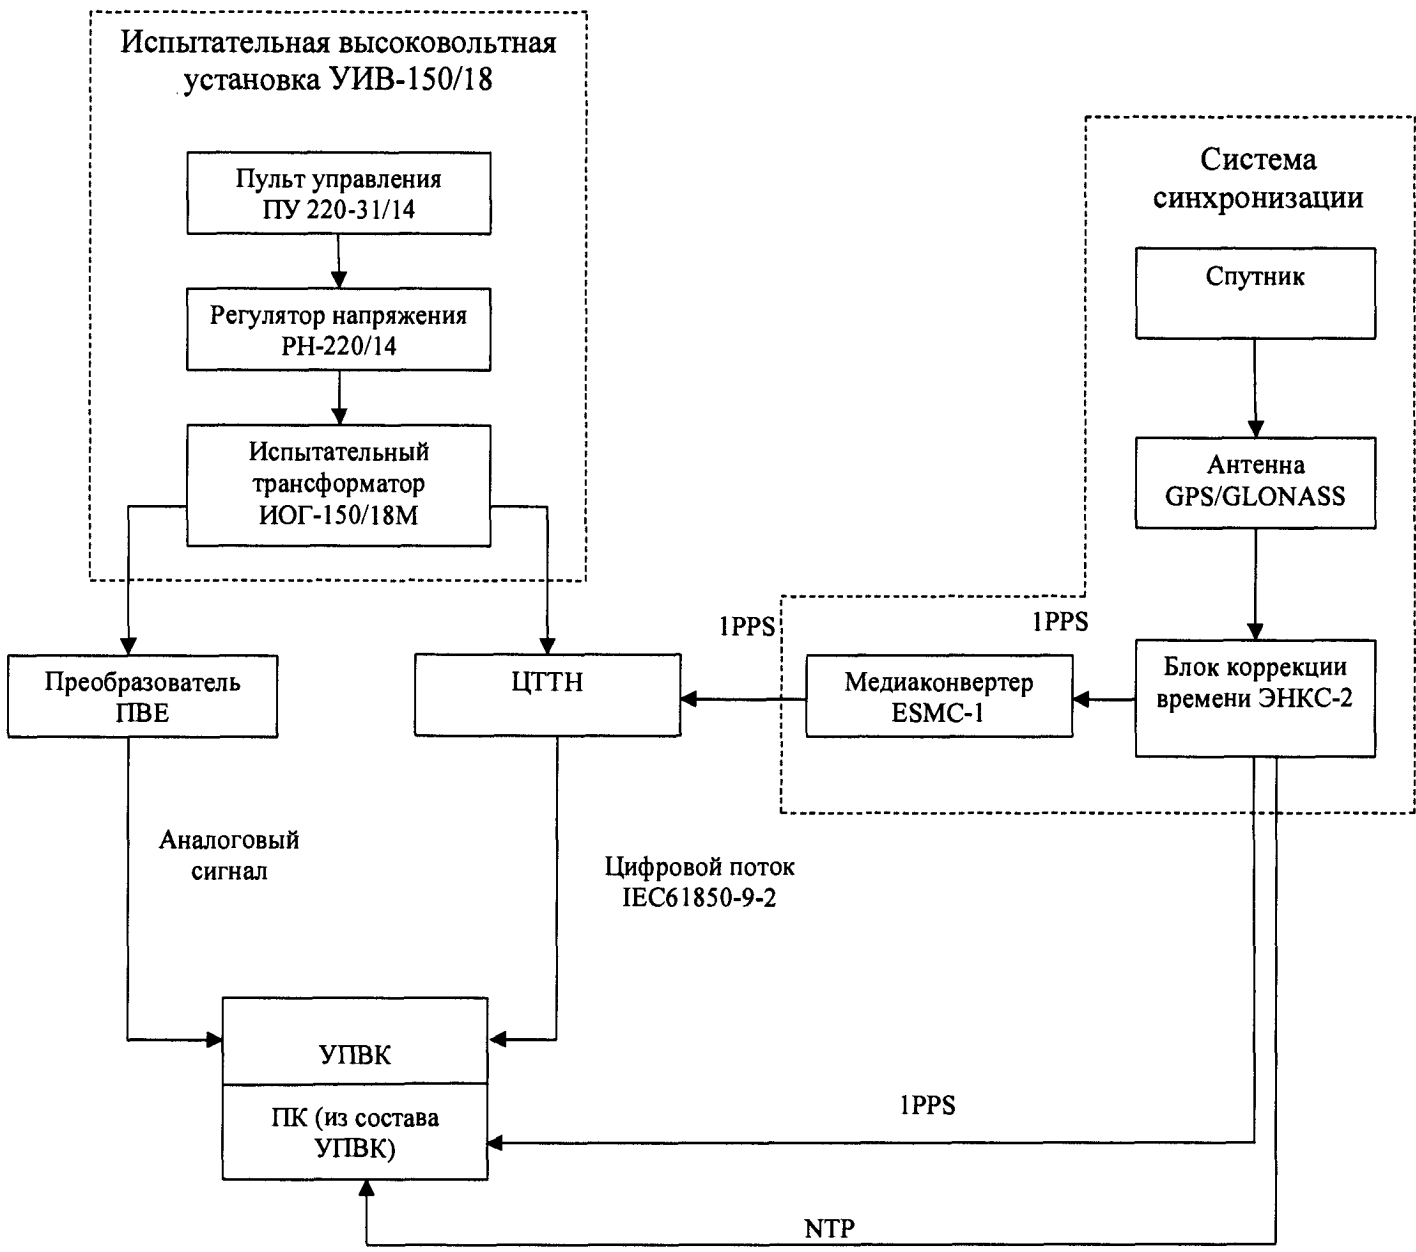 Испытательная высоковольтная
установка УИВ-150/18
Пульт управления
ПУ 220-31/14
Регулятор напряжения
РН-220/14
Испытательный
трансформатор
ИОГ-150/18М
Система
синхронизации
Спутник
Антенна
GPS/GLONASS
1PPS
1PPS
Преобразователь
ПВЕ
ЦТТН
Медиаконвертер
ESMC-1
Блок коррекции
времени ЭНКС-2
Аналоговый
сигнал
Цифровой поток
IEC61850-9-2
УПВК
ПК (из состава
УПВК)
1PPS
NTP